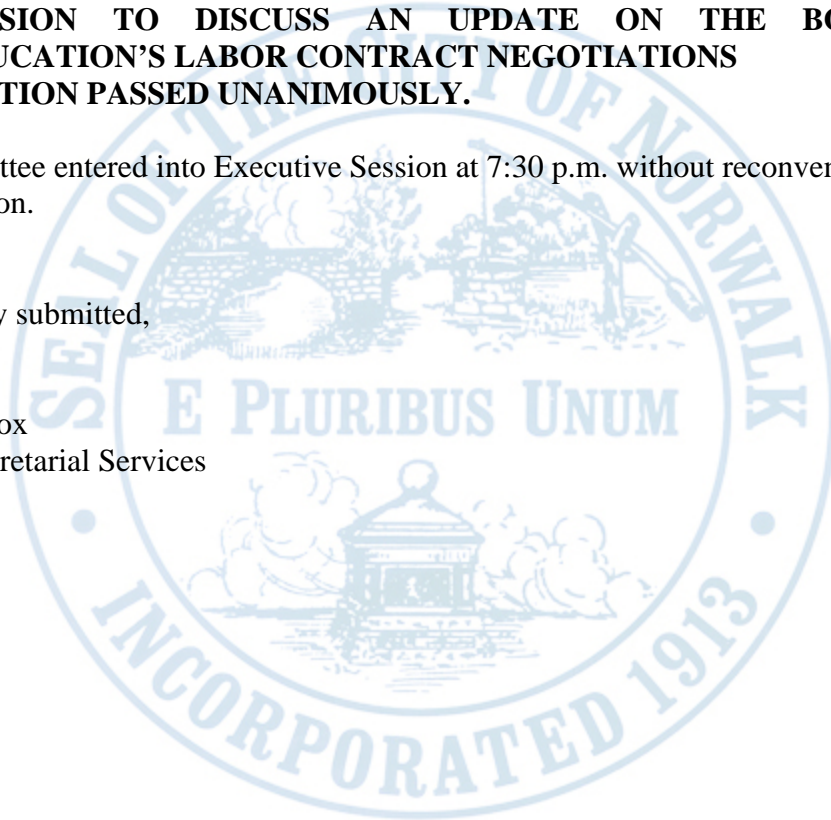 SION TO DISCUSS AN UPDATE ON THE BO
UCATION’S LABOR CONTRACT NEGOTIATIONS
TION PASSED UNANIMOUSLY.
ttee entered into Executive Session at 7:30 p.m. without reconven
on.
y submitted,
ox
retarial Services
SEAL OF THE CITY OF NORWALK
E PLURIBUS UNUM
INCORPORATED 1913